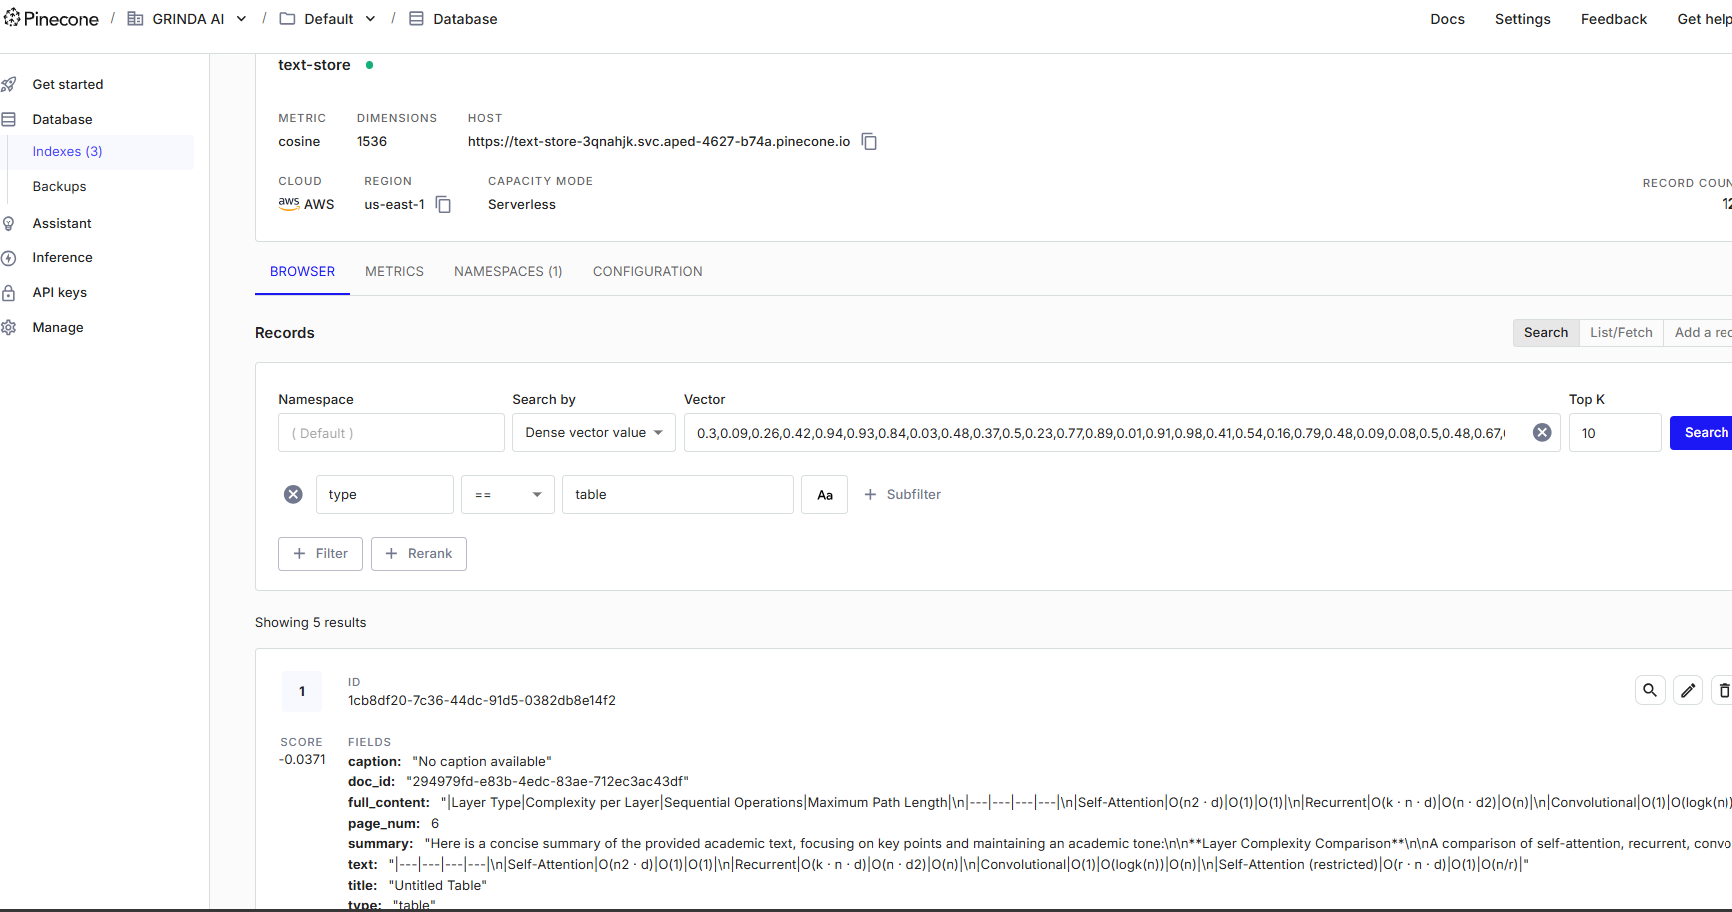 Pinecone / GRINDA AI / Default / Database Docs Settings Feedback Get help
Get started
Database
Indexes (3)
Backups
Assistant
Inference
API keys
Manage
text-store
METRIC DIMENSIONS HOST
cosine 1536 https://text-store-3qnahjk.svc.aped-4627-b74a.pinecone.io
CLOUD REGION CAPACITY MODE RECORD COUN
aws AWS us-east-1 Serverless 12
BROWSER METRICS NAMESPACES (1) CONFIGURATION
Records Search List/Fetch Add a rec
Namespace Search by Vector Top K
( Default ) Dense vector value 0.3,0.09,0.26,0.42,0.94,0.93,0.84,0.03,0.48,0.37,0.5,0.23,0.77,0.89,0.01,0.91,0.98,0.41,0.54,0.16,0.79,0.48,0.09,0.08,0.5,0.48,0.67, 10 Search
type == table Aa + Subfilter
+ Filter + Rerank
Showing 5 results
1 ID
1cb8df20-7c36-44dc-91d5-0382db8e14f2
SCORE FIELDS
-0.0371 caption: "No caption available"
doc_id: "294979fd-e83b-4edc-83ae-712ec3ac43df"
full_content: "|Layer Type|Complexity per Layer|Sequential Operations|Maximum Path Length|\n|---|---|---|---|\n|Self-Attention|O(n2 · d)|O(1)|O(1)|\n|Recurrent|O(k · n · d)|O(n · d2)|O(n)|\n|Convolutional|O(1)|O(logk(n))
page_num: 6
summary: "Here is a concise summary of the provided academic text, focusing on key points and maintaining an academic tone:\n\n**Layer Complexity Comparison**\n\nA comparison of self-attention, recurrent, convo
text: "|---|---|---|---|\n|Self-Attention|O(n2 · d)|O(1)|O(1)|\n|Recurrent|O(k · n · d)|O(n · d2)|O(n)|\n|Convolutional|O(1)|O(logk(n))|O(n)|\n|Self-Attention (restricted)|O(r · n · d)|O(1)|O(n/r)|"
title: "Untitled Table"
type: "table"